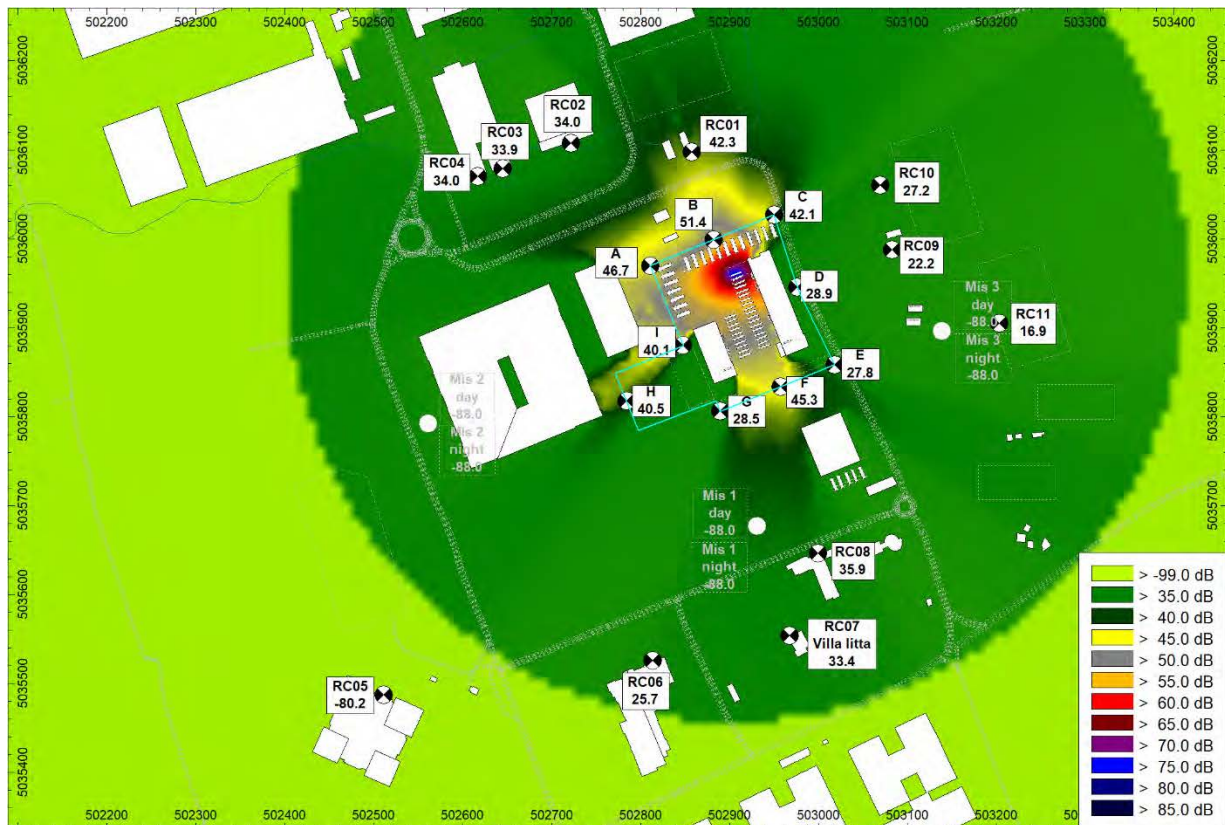 502200 502300 502400 502500 502600 502700 502800 502900 503000 503100 503200 503300 503400
5036200
5036100
5036000
5035900
5035800
5035700
5035600
5035500
5035400
5036200
5036100
5036000
5035900
5035800
5035700
5035600
RC02
34.0
RC03
33.9
RC04
34.0
RC01
42.3
RC10
27.2
C
42.1
B
51.4
RC09
22.2
A
46.7
D
28.9
Mis 3
day
-88.0
RC11
16.9
Mis 3
night
-88.0
I
40.1
E
27.8
F
45.3
H
40.5
G
28.5
Mis 2
day
-88.0
Mis 2
night
-88.0
Mis 1
day
-88.0
Mis 1
night
-88.0
RC08
35.9
RC07
Villa litta
33.4
RC06
25.7
RC05
-80.2
> -99.0 dB
> 35.0 dB
> 40.0 dB
> 45.0 dB
> 50.0 dB
> 55.0 dB
> 60.0 dB
> 65.0 dB
> 70.0 dB
> 75.0 dB
> 80.0 dB
> 85.0 dB
502200 502300 502400 502500 502600 502700 502800 502900 503000 503100 503200